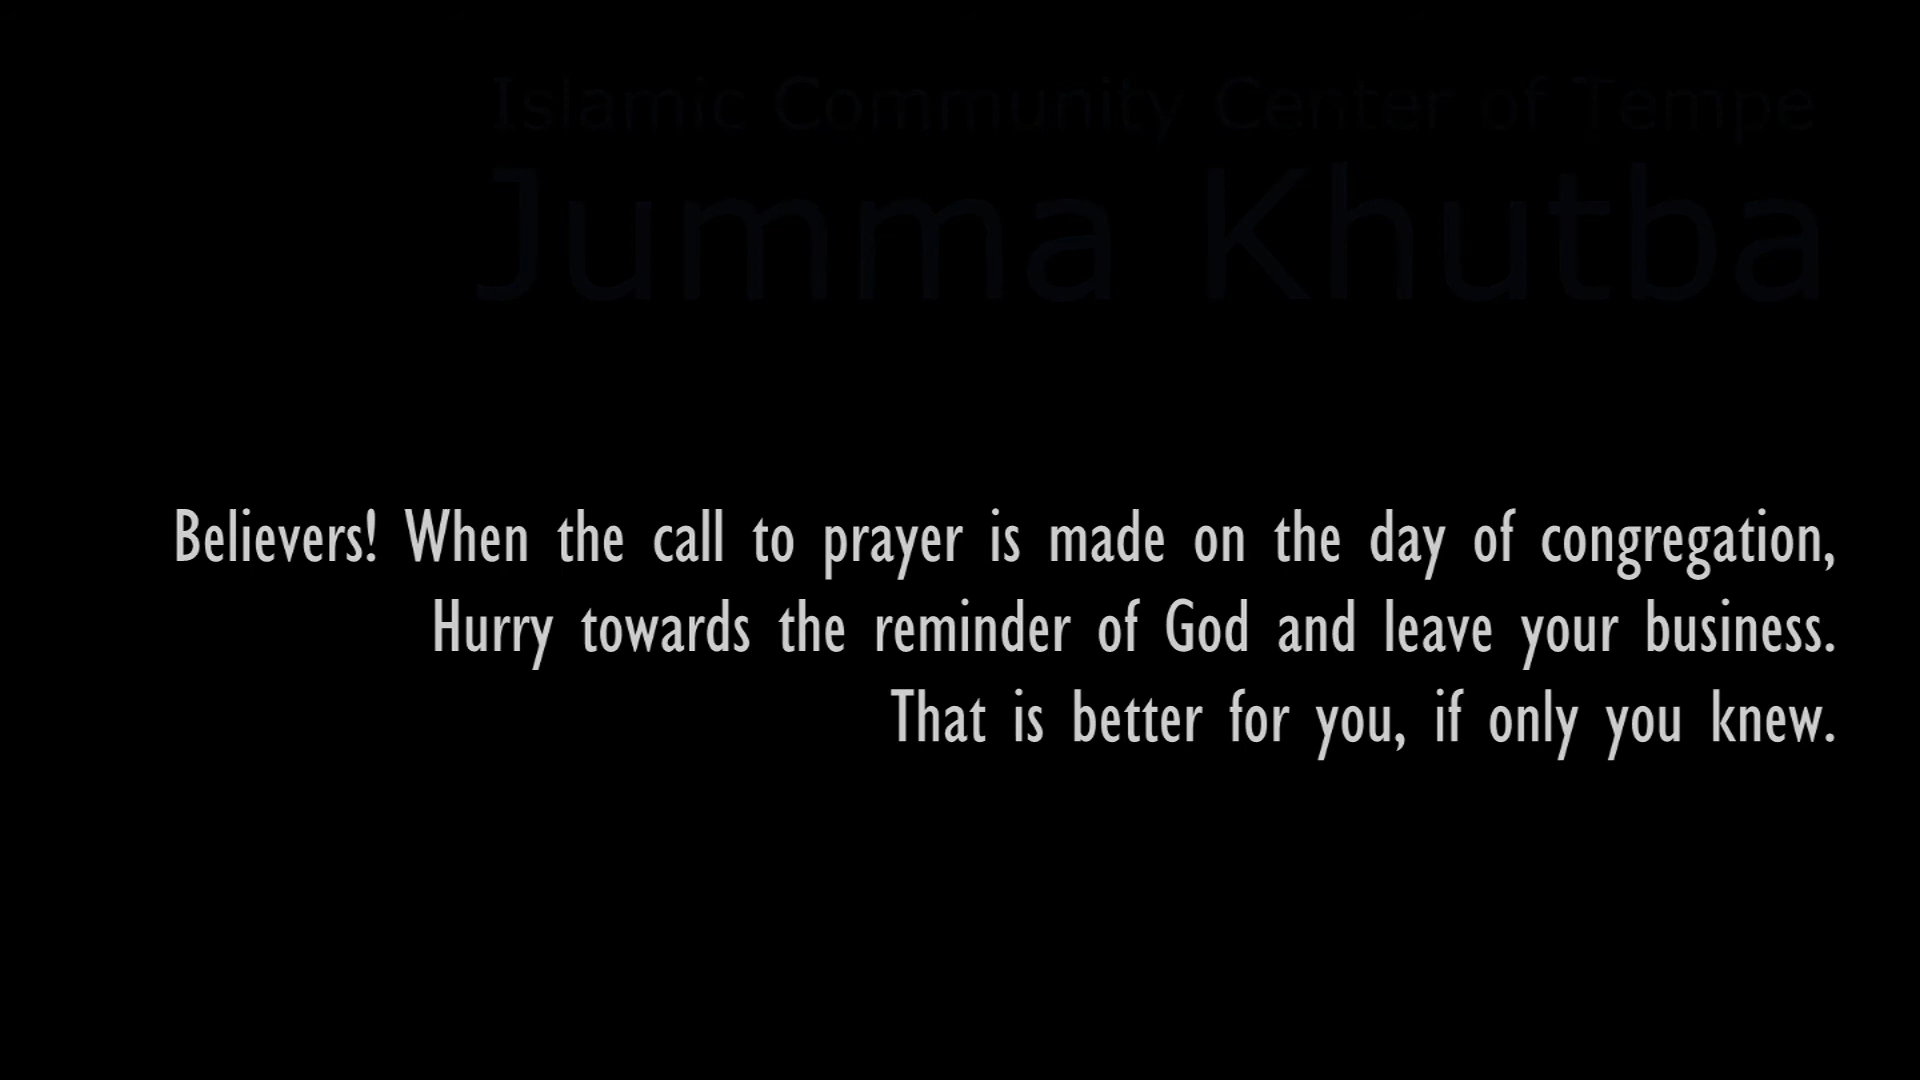 Islamic Community Center of Tempe
Jumma Khutba
Believers! When the call to prayer is made on the day of congregation,
Hurry towards the reminder of God and leave your business.
That is better for you, if only you knew.